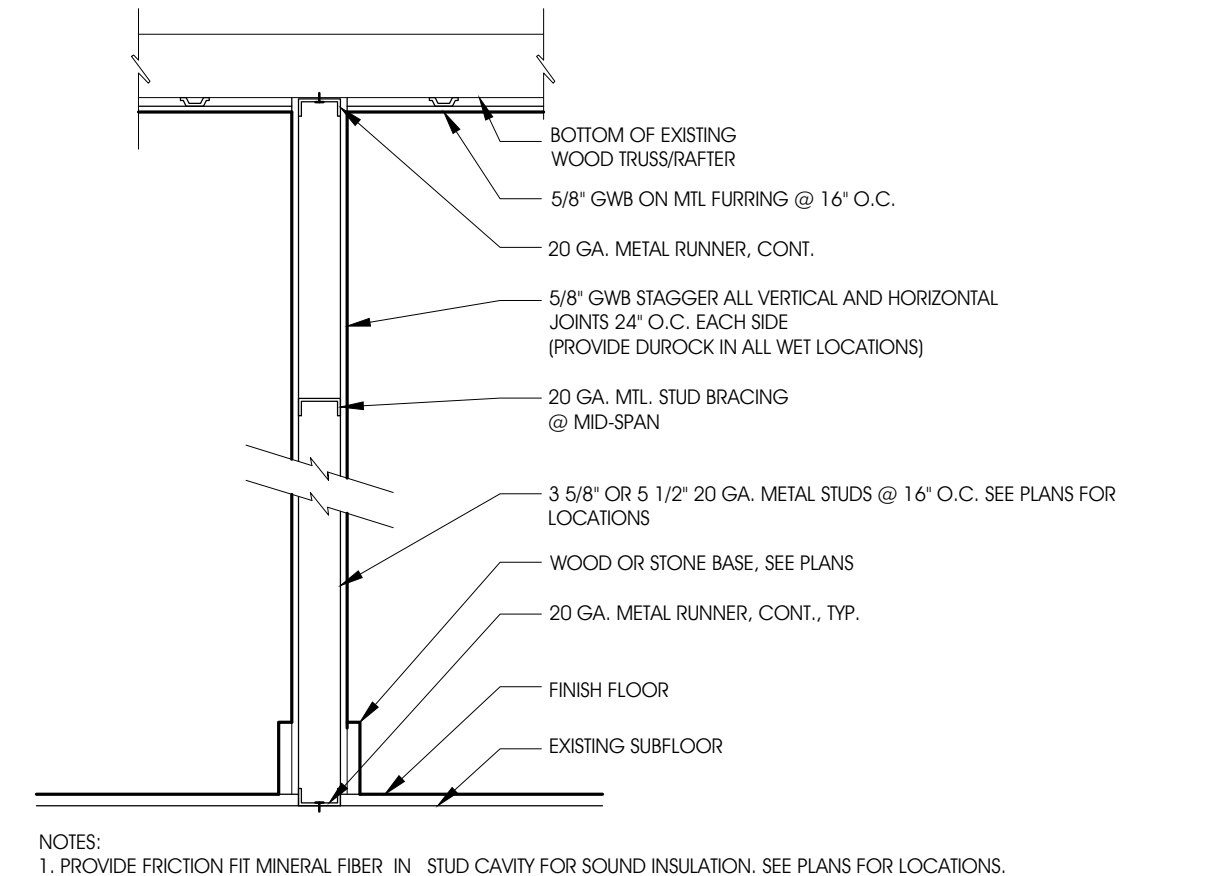 BOTTOM OF EXISTING
WOOD TRUSS/RAFTER
5/8" GWB ON MTL FURRING @ 16" O.C.
20 GA. METAL RUNNER, CONT.
5/8" GWB STAGGER ALL VERTICAL AND HORIZONTAL
JOINTS 24" O.C. EACH SIDE
(PROVIDE DUROCK IN ALL WET LOCATIONS)
20 GA. MTL. STUD BRACING
@ MID-SPAN
3 5/8" OR 5 1/2" 20 GA. METAL STUDS @ 16" O.C. SEE PLANS FOR
LOCATIONS
WOOD OR STONE BASE, SEE PLANS
20 GA. METAL RUNNER, CONT., TYP.
FINISH FLOOR
EXISTING SUBFLOOR
NOTES:
1. PROVIDE FRICTION FIT MINERAL FIBER IN STUD CAVITY FOR SOUND INSULATION. SEE PLANS FOR LOCATIONS.